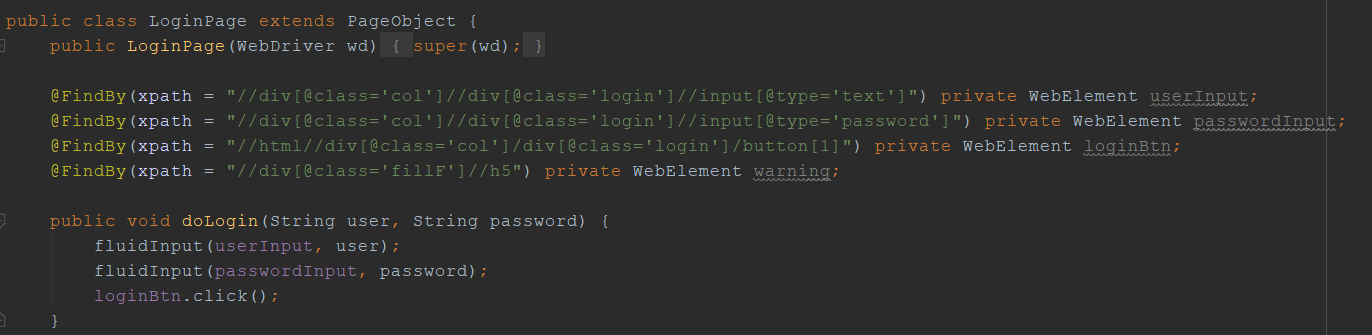 public class LoginPage extends PageObject {
public LoginPage(WebDriver wd) { super(wd); }
@FindBy(xpath = "//div[@class='col']//div[@class='login']//input[@type='text']") private WebElement userInput;
@FindBy(xpath = "//div[@class='col']//div[@class='login']//input[@type='password']") private WebElement passwordInput;
@FindBy(xpath = "//html//div[@class='col']/div[@class='login']/button[1]") private WebElement loginBtn;
@FindBy(xpath = "//div[@class='fillF']//h5") private WebElement warning;
public void doLogin(String user, String password) {
fluidInput(userInput, user);
fluidInput(passwordInput, password);
loginBtn.click();
}